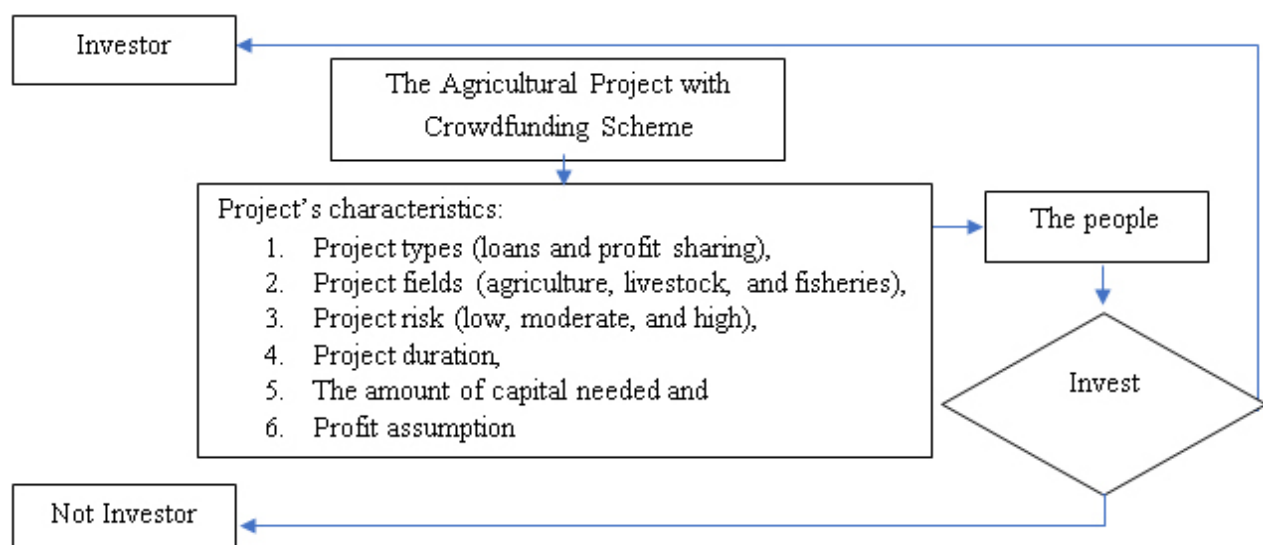 Investor
The Agricultural Project with
Crowdfunding Scheme
Project's characteristics:
1. Project types (loans and profit sharing),
2. Project fields (agriculture, livestock, and fisheries),
3. Project risk (low, moderate, and high),
4. Project duration,
5. The amount of capital needed and
6. Profit assumption
The people
Invest
Not Investor